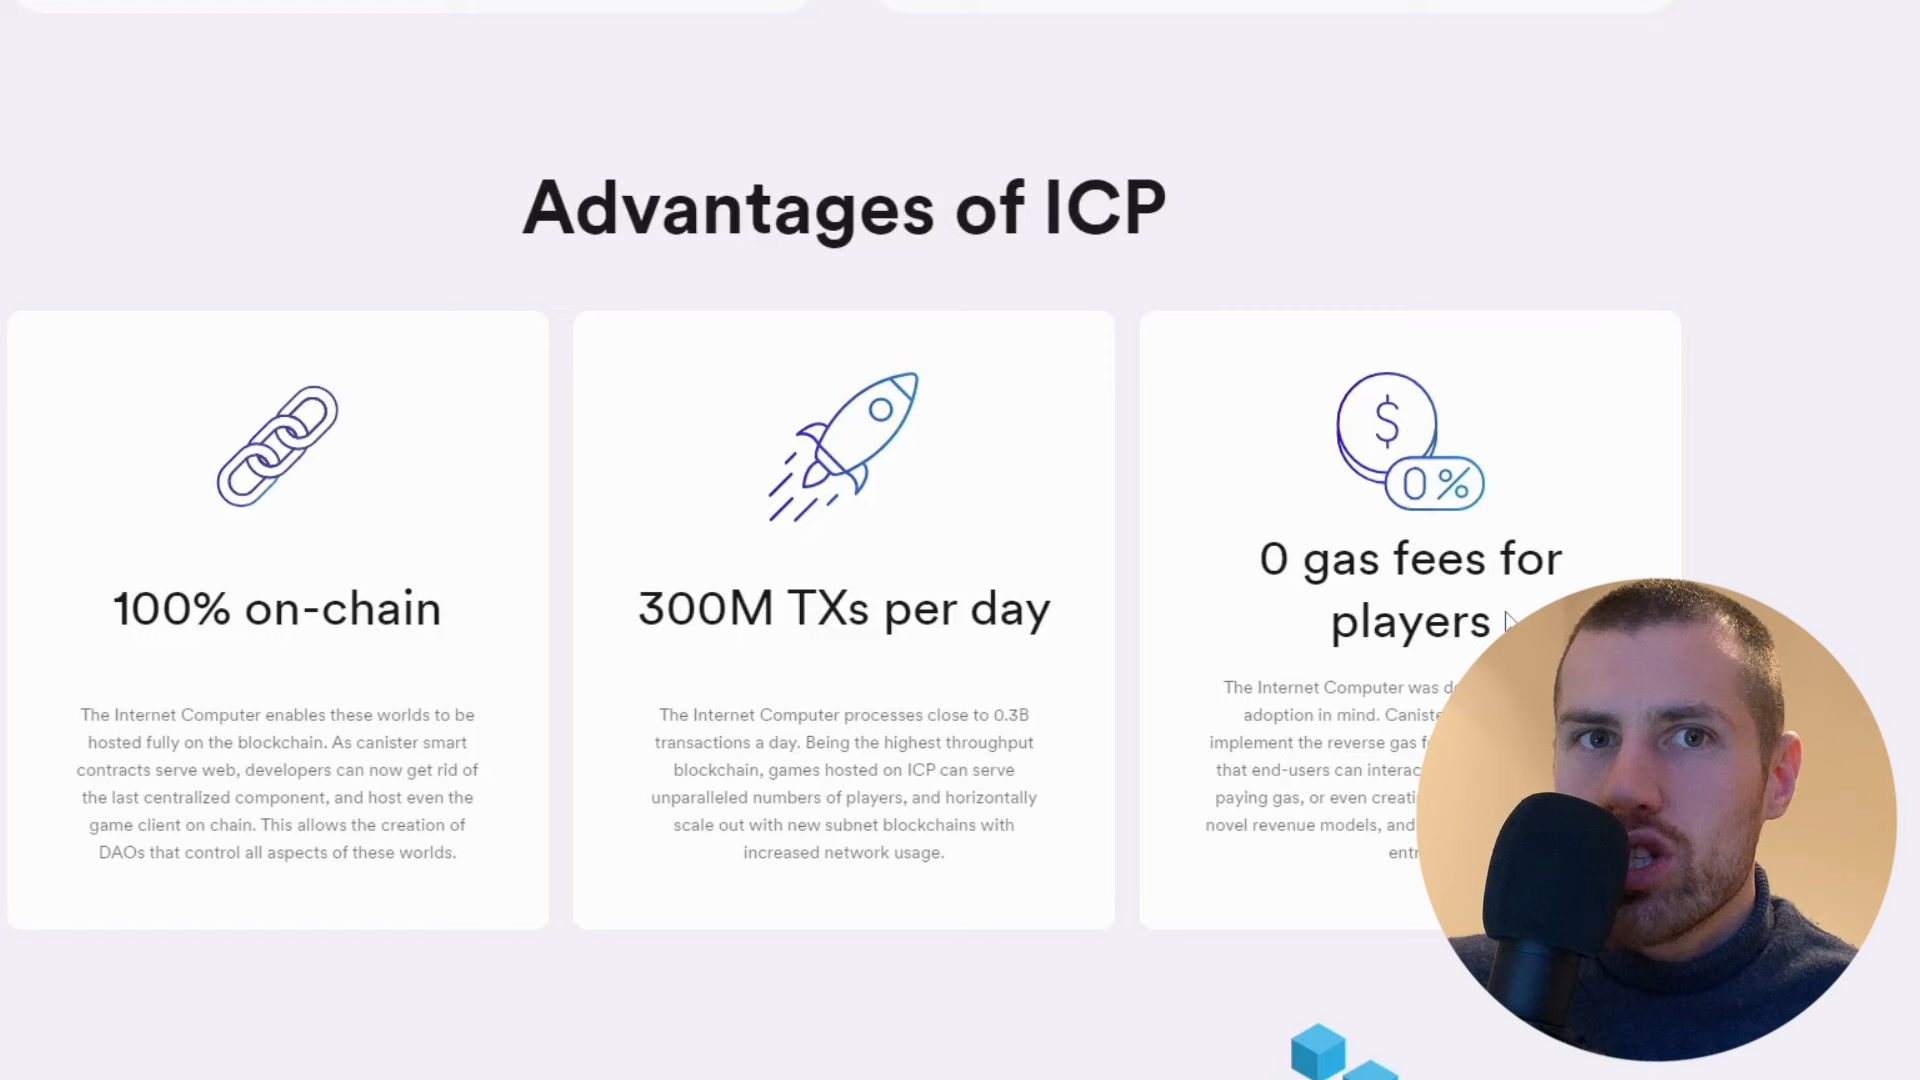 Advantages of ICP
$
0%
100% on-chain
The Internet Computer enables these worlds to be
hosted fully on the blockchain. As canister smart
contracts serve web, developers can now get rid of
the last centralized component, and host even the
game client on chain. This allows the creation of
DAOs that control all aspects of these worlds.
300M TXs per day
The Internet Computer processes close to 0.3B
transactions a day. Being the highest throughput
blockchain, games hosted on ICP can serve
unparalleled numbers of players, and horizontally
scale out with new subnet blockchains with
increased network usage.
0 gas fees for
players
The Internet Computer was
adoption in mind.
implement the reverse gas
that end-users can
paying gas, or even
novel revenue models, and